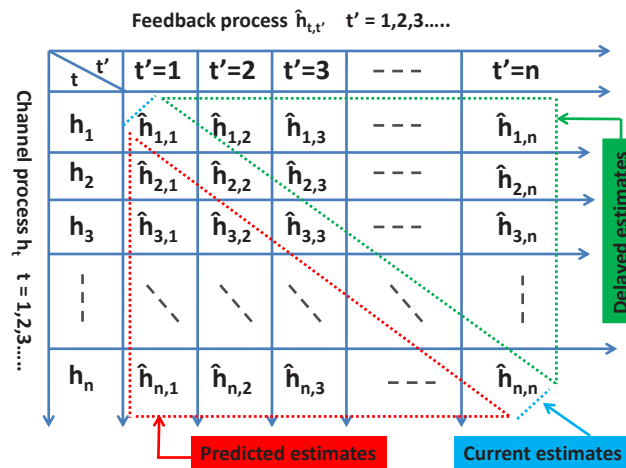 Feedback process ĥt,t' t' = 1,2,3.....
t' t t'=1 t'=2 t'=3 t'=n
h1 ĥ1,1 ĥ1,2 ĥ1,3 ĥ1,n
h2 ĥ2,1 ĥ2,2 ĥ2,3 ĥ2,n
h3 ĥ3,1 ĥ3,2 ĥ3,3 ĥ3,n
hn ĥn,1 ĥn,2 ĥn,3 ĥn,n
Channel process ht t = 1,2,3.....
Delayed estimates
Predicted estimates
Current estimates